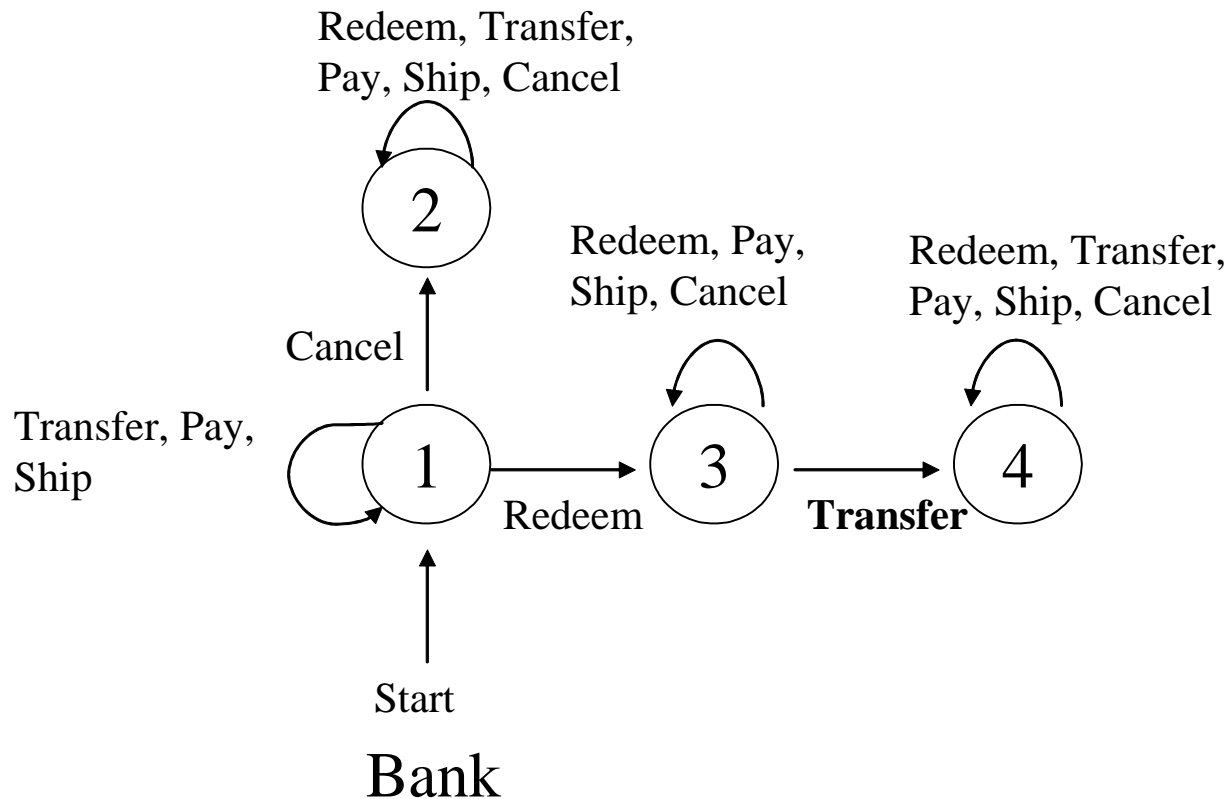 Redeem, Transfer,
Pay, Ship, Cancel
2
Redeem, Pay,
Ship, Cancel
Redeem, Transfer,
Pay, Ship, Cancel
Cancel
Transfer, Pay,
Ship
1
3
4
Redeem
Transfer
Start
Bank